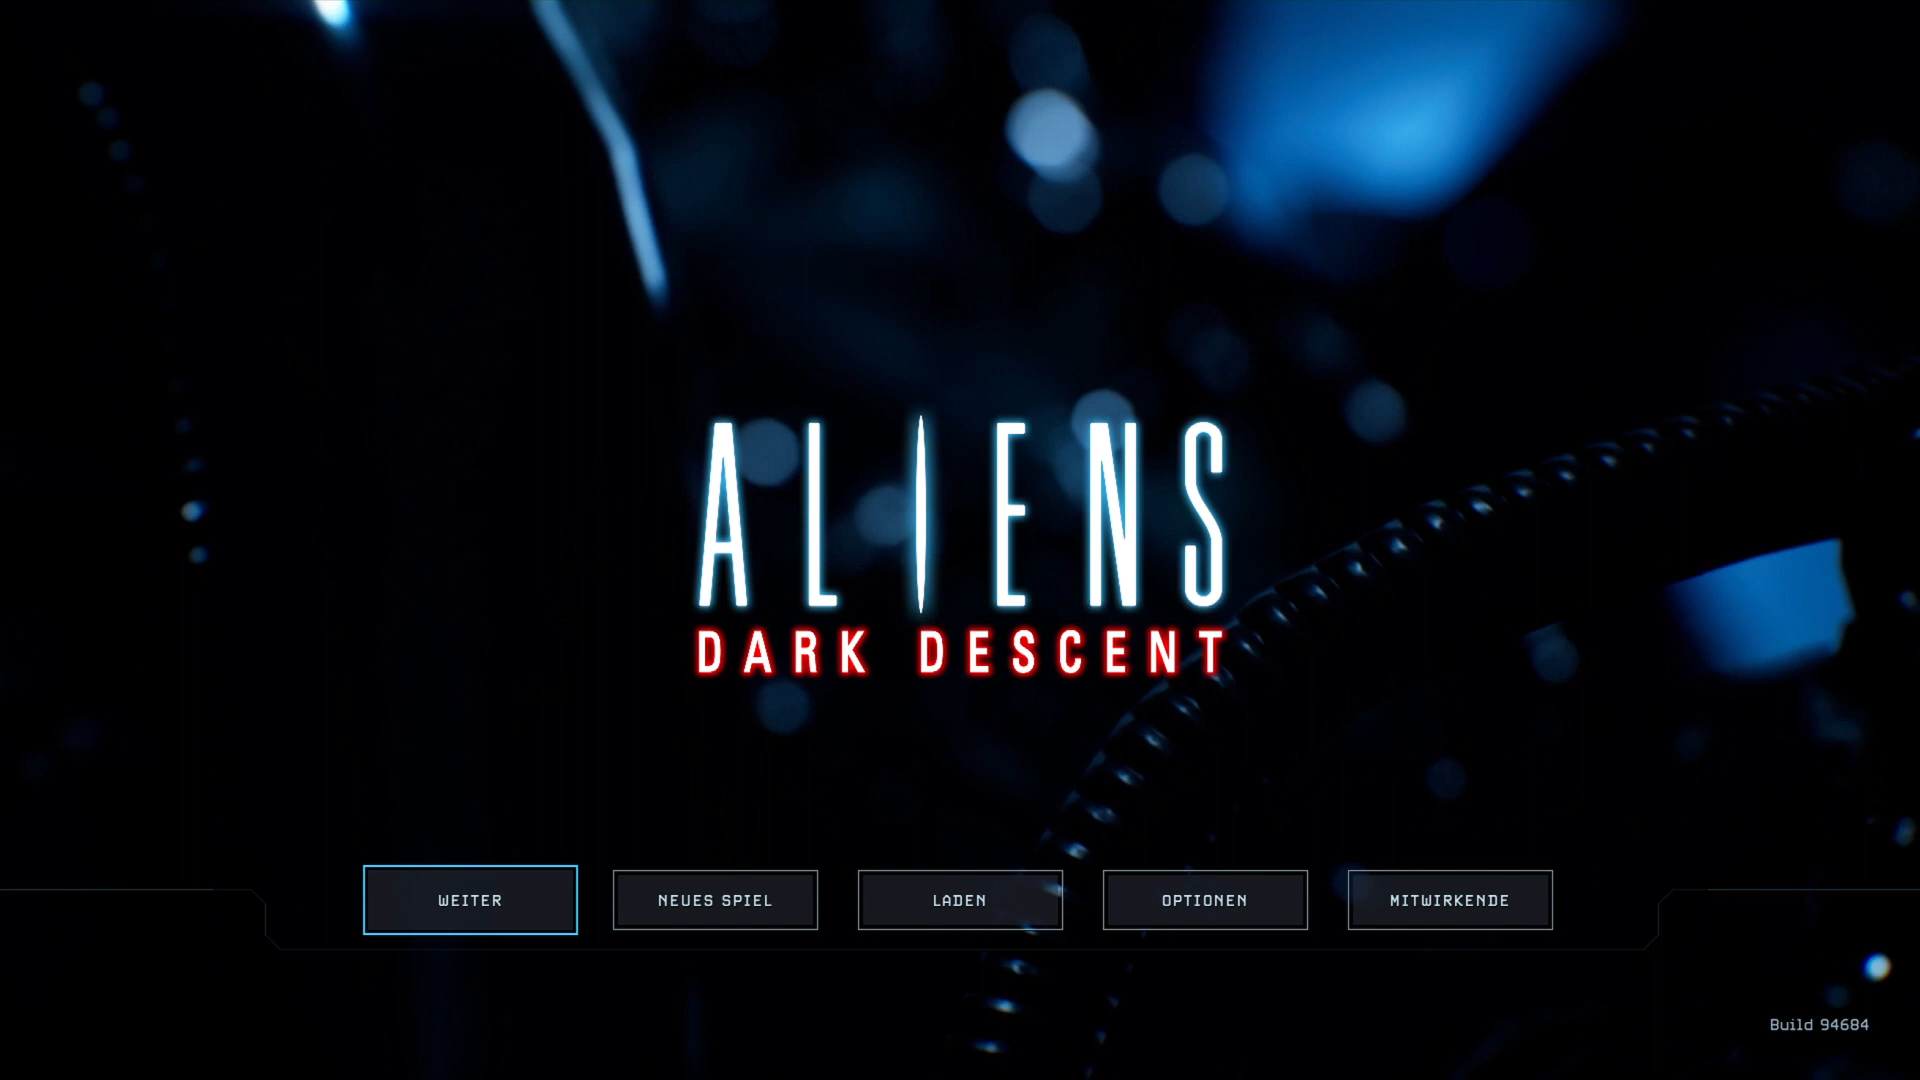 ALIENS
DARK DESCENT
WEITER
NEUES SPIEL
LADEN
OPTIONEN
MITWIRKENDE
Build 94684